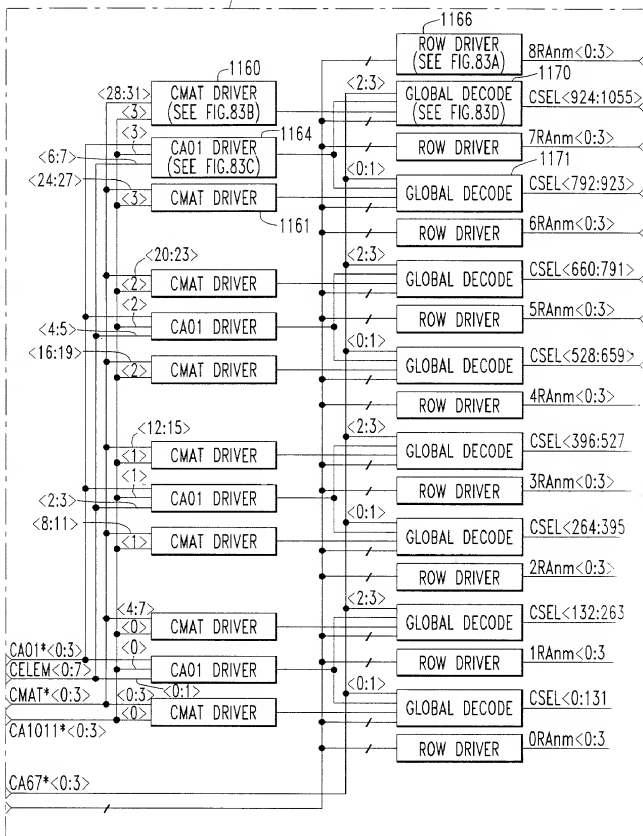 1166
ROW DRIVER
(SEE FIG.83A)
8RAnm<0:3>
1160
<2:3>
1170
<28:31>
CMAT DRIVER
(SEE FIG.83B)
GLOBAL DECODE
(SEE FIG.83D)
CSEL<924:1055>
<3>
1164
<3>
CA01 DRIVER
(SEE FIG.83C)
ROW DRIVER
7RAnm<0:3>
<6:7>
<0:1>
1171
<24:27>
<3>
CMAT DRIVER
GLOBAL DECODE
CSEL<792:923>
1161
ROW DRIVER
6RAnm<0:3>
<20:23>
<2:3>
<2>
CMAT DRIVER
GLOBAL DECODE
CSEL<660:791>
<2>
CA01 DRIVER
ROW DRIVER
5RAnm<0:3>
<4:5>
<0:1>
<16:19>
<2>
CMAT DRIVER
GLOBAL DECODE
CSEL<528:659>
ROW DRIVER
4RAnm<0:3>
<12:15>
<2:3>
<1>
CMAT DRIVER
GLOBAL DECODE
CSEL<396:527
<1>
CA01 DRIVER
ROW DRIVER
3RAnm<0:3>
<2:3>
<0:1>
<8:11>
<1>
CMAT DRIVER
GLOBAL DECODE
CSEL<264:395
ROW DRIVER
2RAnm<0:3>
<4:7>
<2:3>
<0>
CMAT DRIVER
GLOBAL DECODE
CSEL<132:263
CA01*<0:3>
<0>
CA01 DRIVER
ROW DRIVER
1RAnm<0:3
CELEM<0:7>
<0:1>
<0:1>
CMAT*<0:3>
<0:3>
<0>
CMAT DRIVER
GLOBAL DECODE
CSEL<0:131
CA1011*<0:3>
ROW DRIVER
0RAnm<0:3
CA67*<0:3>